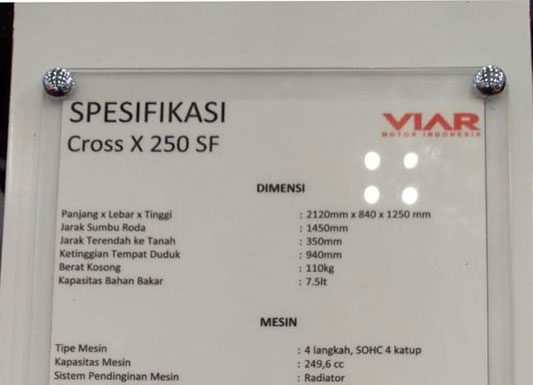 SPESIFIKASI
Cross X 250 SF
VIAR
MOTOR INDONESIA
DIMENSI
Panjang x Lebar x Tinggi : 2120mm x 840 x 1250 mm
Jarak Sumbu Roda : 1450mm
Jarak Terendah ke Tanah : 350mm
Ketinggian Tempat Duduk : 940mm
Berat Kosong : 110kg
Kapasitas Bahan Bakar : 7.5lt
MESIN
Tipe Mesin : 4 langkah, SOHC 4 katup
Kapasitas Mesin : 249,6 cc
Sistem Pendinginan Mesin : Radiator